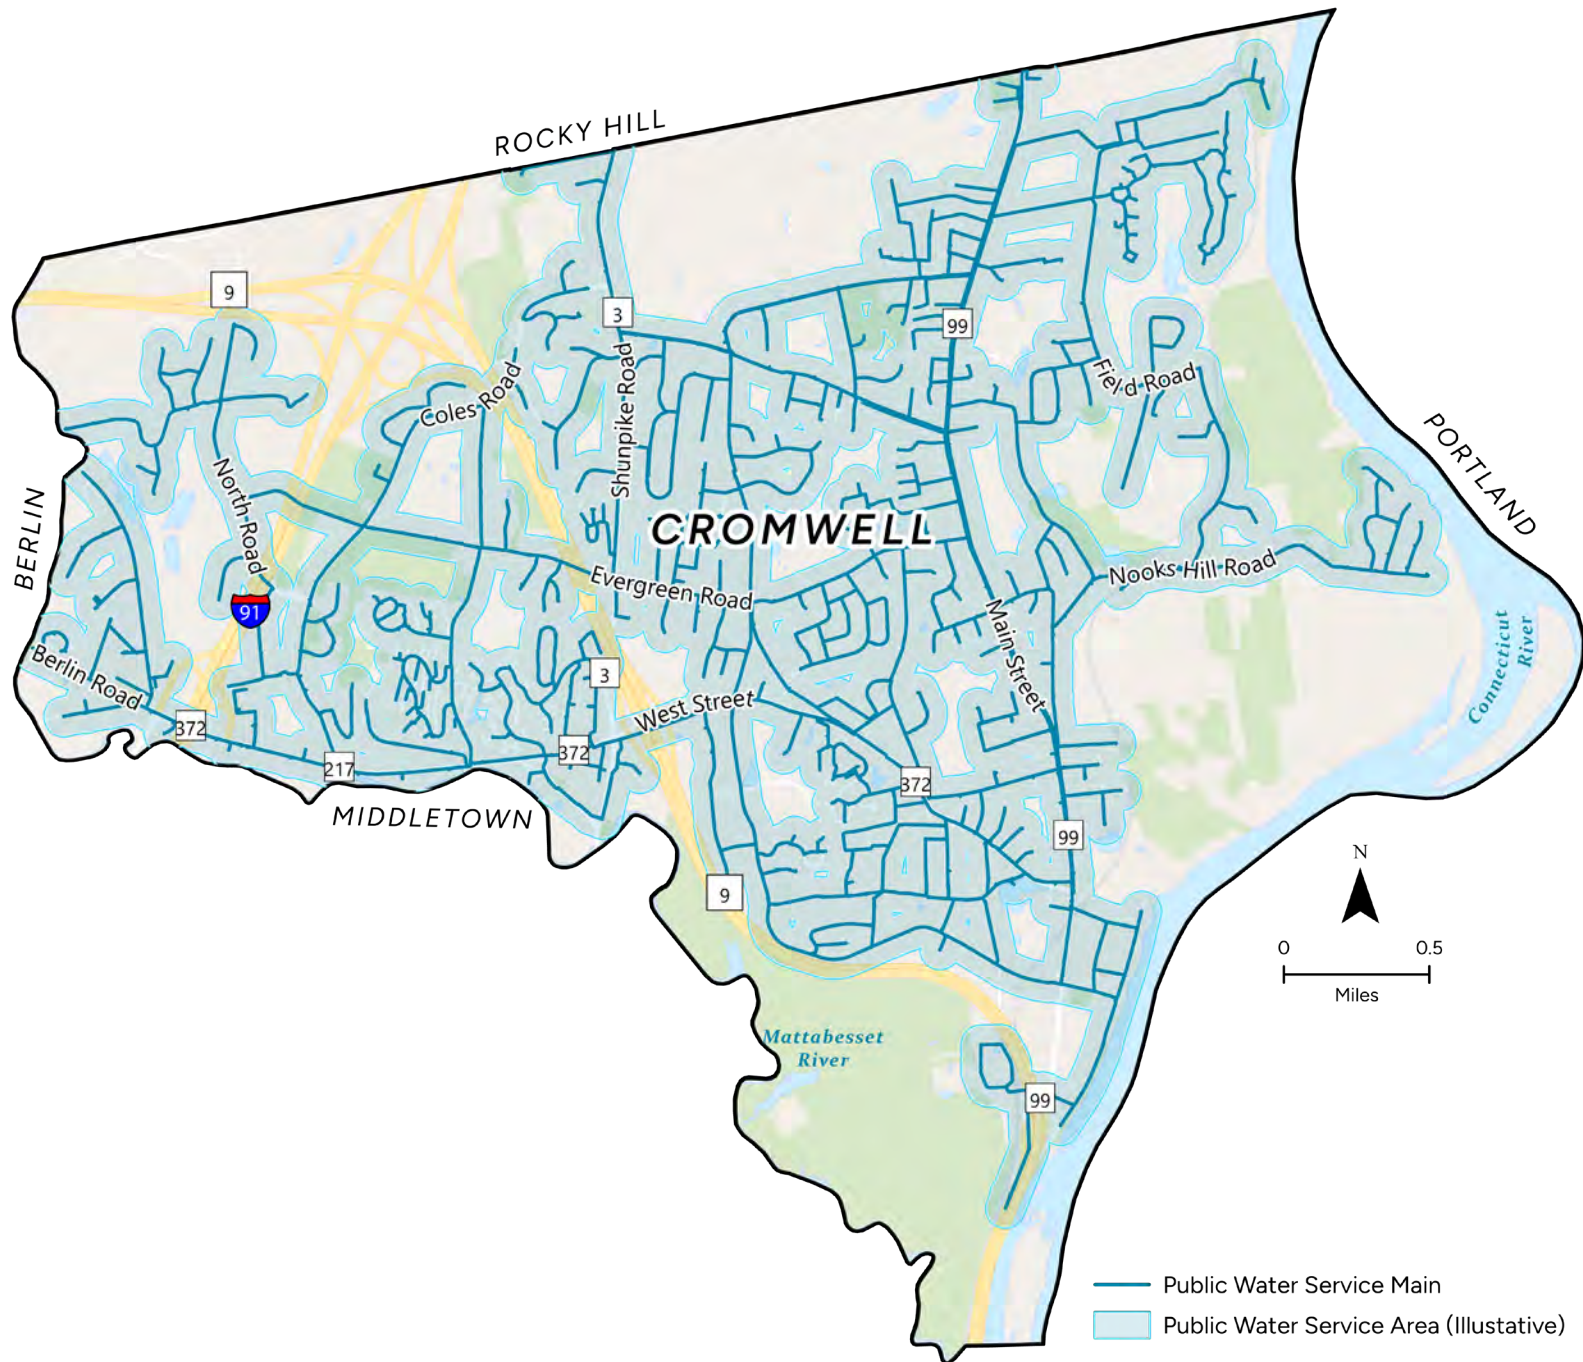 ROCKY HILL
9
3
99
Coles Road
Shunpike Road
Field Road
PORTLAND
BERLIN
North Road
CROMWELL
Evergreen Road
Nooks Hill Road
91
Main Street
Connecticut
River
Berlin Road
3
West Street
372
372
217
372
MIDDLETOWN
99
9
N
0 0.5
Miles
Mattabesset
River
99
Public Water Service Main
Public Water Service Area (Illustative)